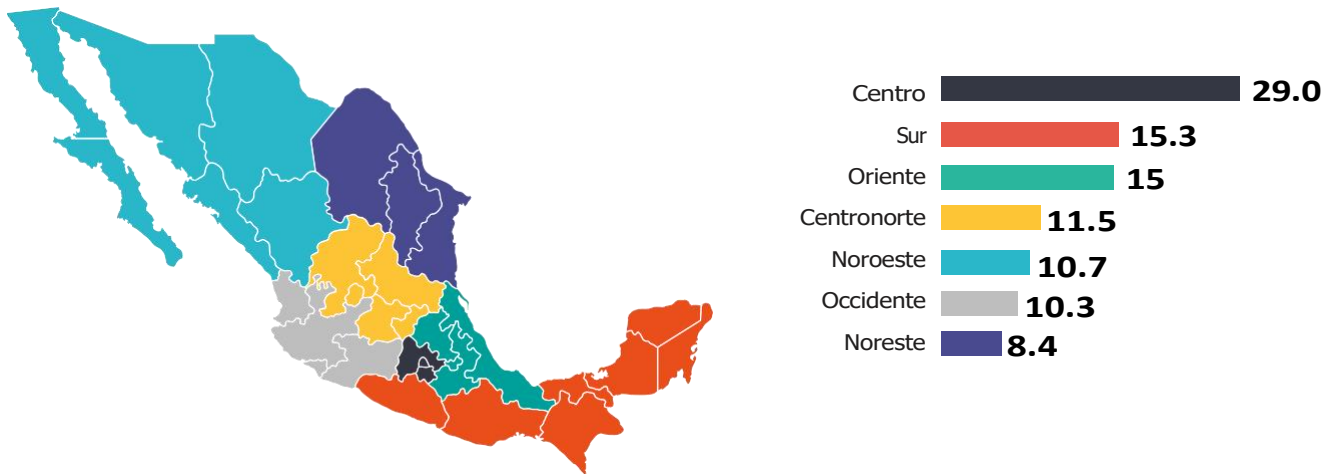 Centro 29.0
Sur 15.3
Oriente 15
Centronorte 11.5
Noroeste 10.7
Occidente 10.3
Noreste 8.4